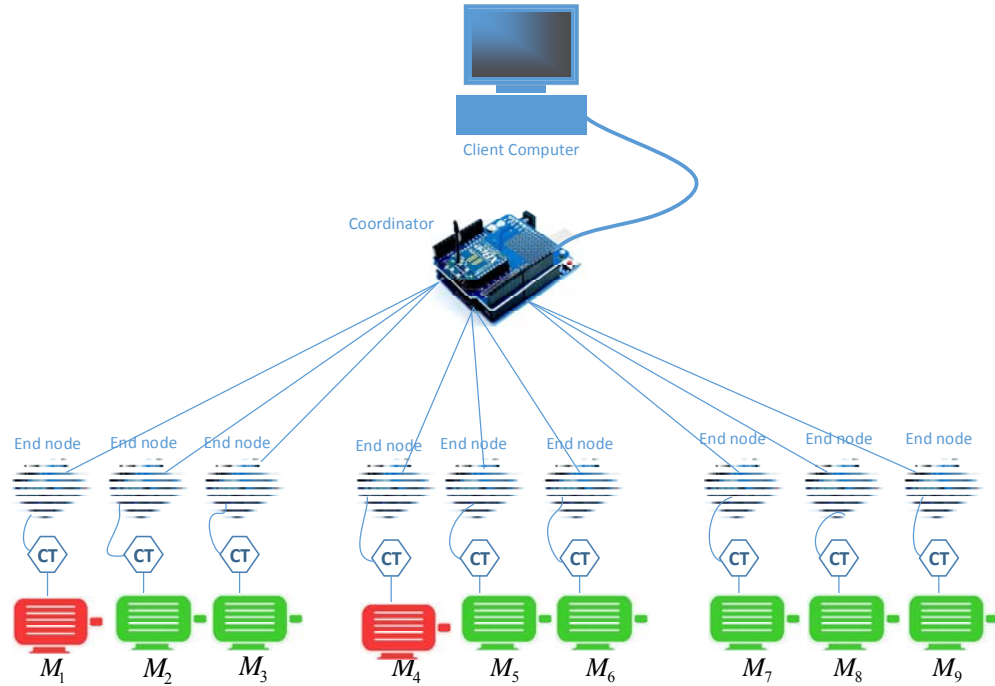 Client Computer
Coordinator
End node End node End node End node End node End node End node End node End node
CT CT CT CT CT CT CT CT CT
M1 M2 M3 M4 M5 M6 M7 M8 M9